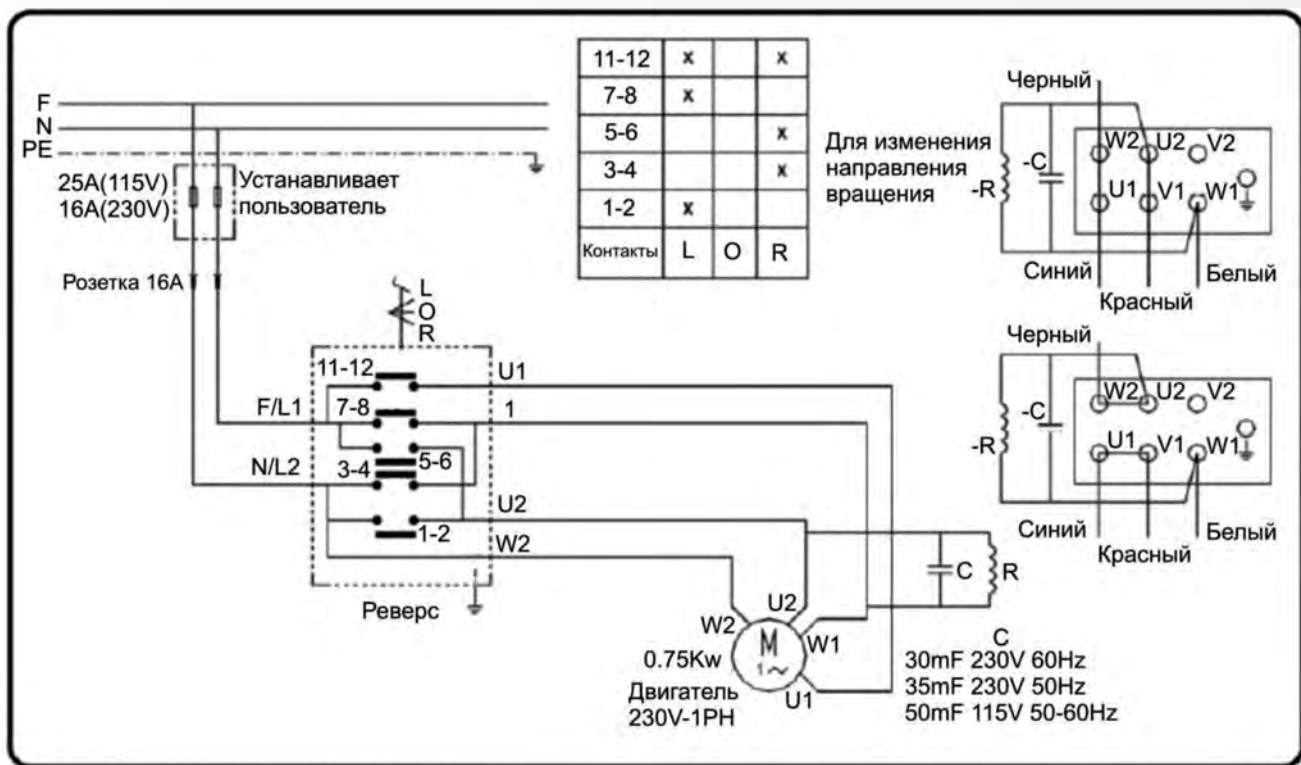 F
N
PE
25A(115V)
16A(230V)
Устанавливает
пользователь
Розетка 16А
11-12 x x
7-8 x
5-6 x
3-4 x
1-2 x
Контакты L O R
L
O
R
11-12
U1
F/L1
7-8
1
N/L2
3-4
5-6
U2
1-2
W2
Реверс
W2
U2
W1
U1
M
1~
0.75Kw
Двигатель
230V-1PH
C
R
C
30mF 230V 60Hz
35mF 230V 50Hz
50mF 115V 50-60Hz
Для изменения
направления
вращения
Черный
-R
-C
W2 U2 V2
U1 V1 W1
Синий
Красный
Белый
Черный
-R
-C
W2 U2 V2
U1 V1 W1
Синий
Красный
Белый